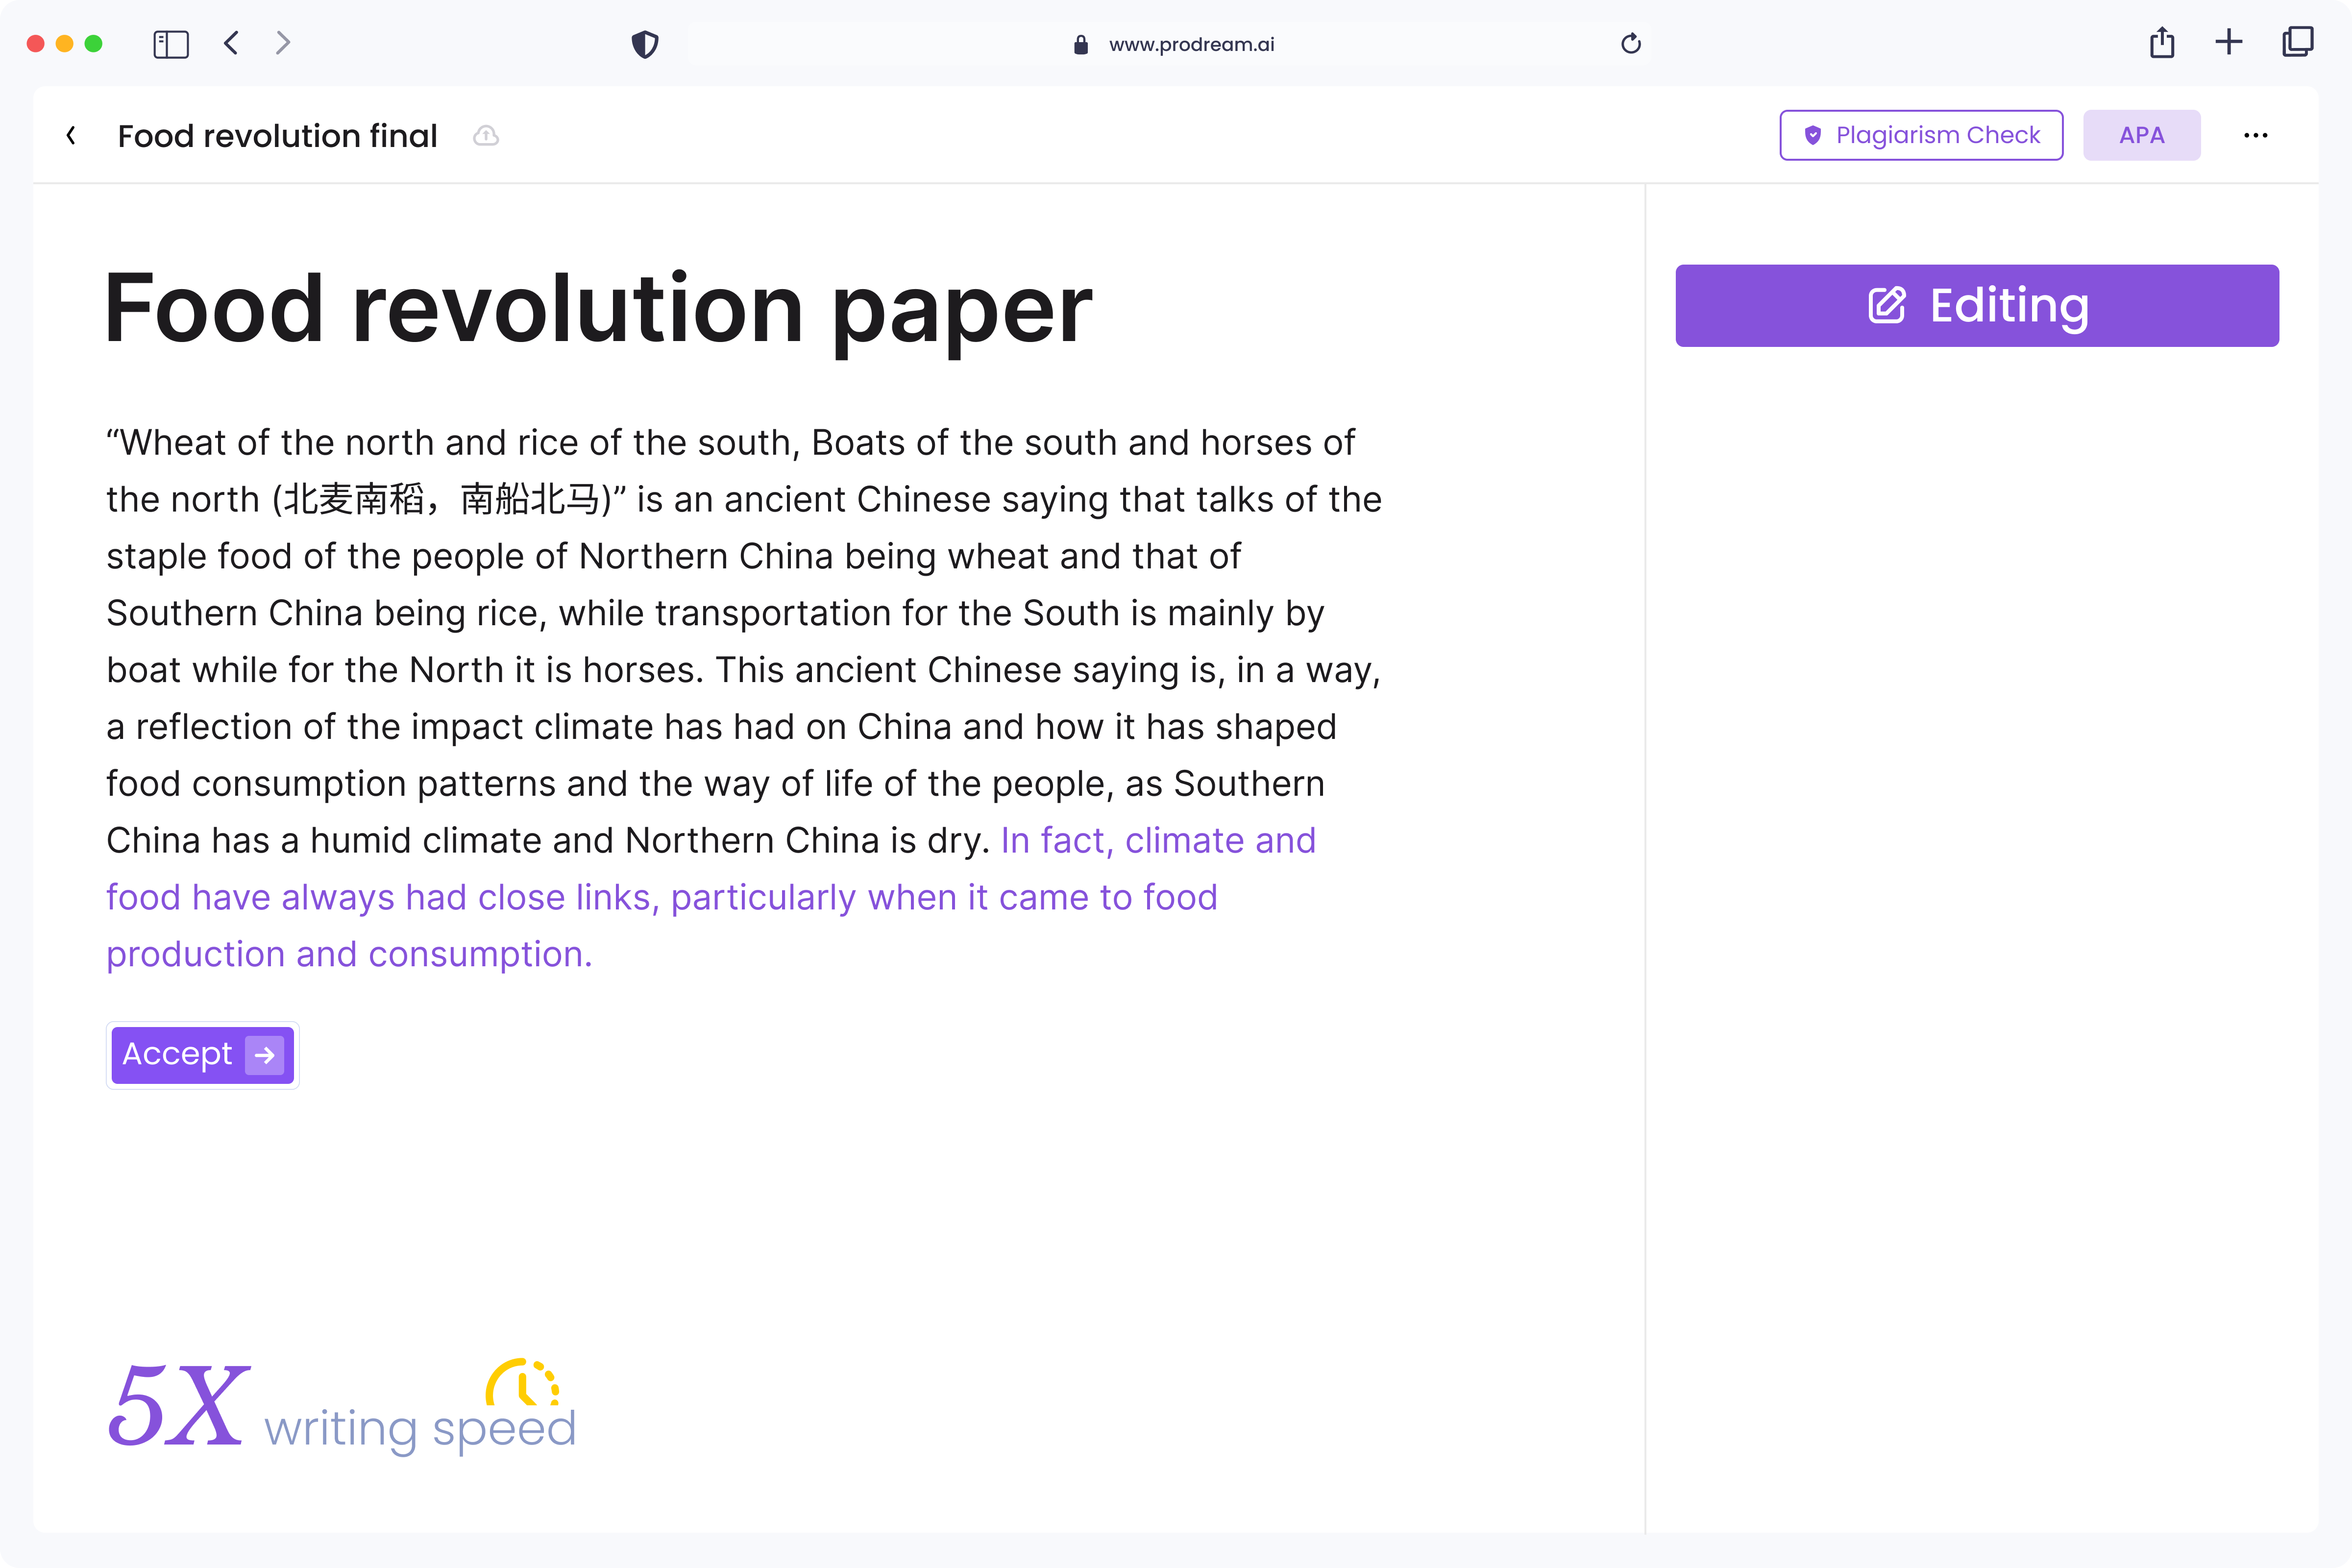 www.prodream.ai
Food revolution final
Plagiarism Check
APA
Food revolution paper
Editing
“Wheat of the north and rice of the south, Boats of the south and horses of
the north (北麦南稻，南船北马)” is an ancient Chinese saying that talks of the
staple food of the people of Northern China being wheat and that of
Southern China being rice, while transportation for the South is mainly by
boat while for the North it is horses. This ancient Chinese saying is, in a way,
a reflection of the impact climate has had on China and how it has shaped
food consumption patterns and the way of life of the people, as Southern
China has a humid climate and Northern China is dry. In fact, climate and
food have always had close links, particularly when it came to food
production and consumption.
Accept
5X writing speed